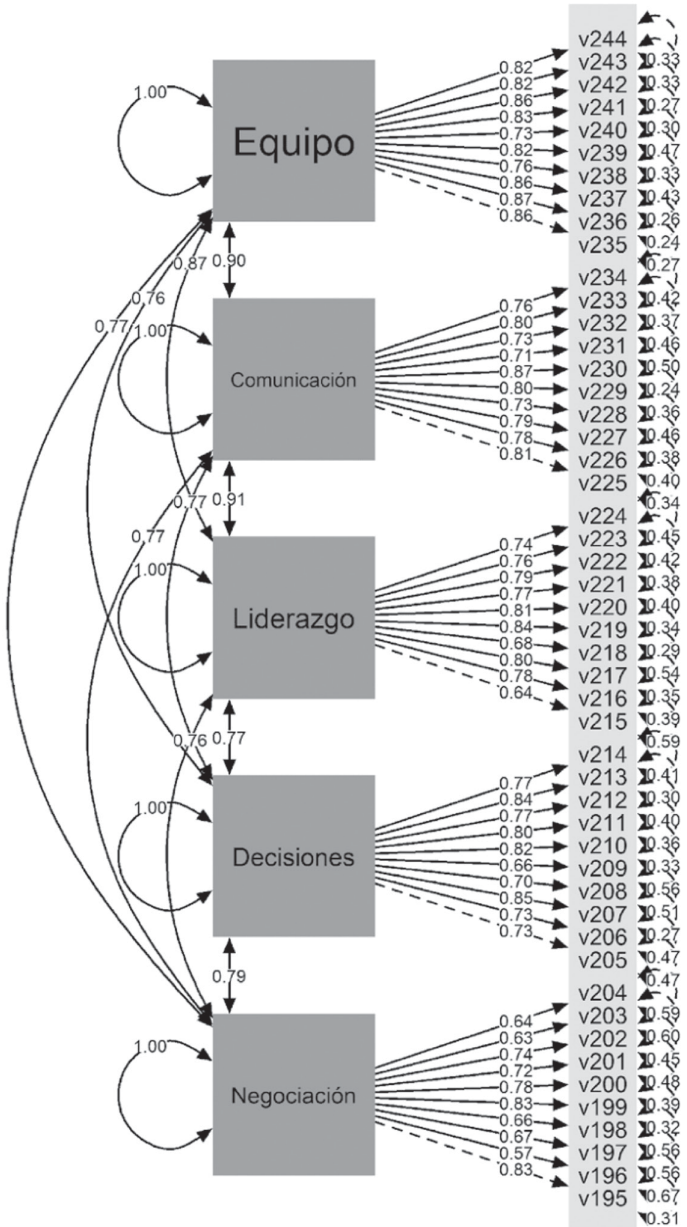 v244
0.82 v243 0.33
1.00 0.82 v242 0.33
0.86 v241 0.27
0.83 v240 0.30
Equipo 0.73 v239 0.47
0.82 v238 0.33
0.76 v237 0.43
0.86 v236 0.26
0.87 v235 0.24
0.86
0.87 0.90 0.27
v234
0.76 0.76 v233 0.42
0.77 1.00 0.80 v232 0.37
0.73 v231 0.46
0.71 v230 0.50
Comunicación 0.87 v229 0.24
0.80 v228 0.36
0.73 v227 0.46
0.79 v226 0.38
0.78 v225 0.40
0.81
0.77 0.91 0.34
v224
0.77 0.74 v223 0.45
1.00 0.76 v222 0.42
0.79 v221 0.38
0.77 v220 0.40
Liderazgo 0.81 v219 0.34
0.84 v218 0.29
0.68 v217 0.54
0.80 v216 0.35
0.78 v215 0.39
0.64
0.76 0.77 0.59
v214
0.77 v213 0.41
1.00 0.84 v212 0.30
0.77 v211 0.40
0.80 v210 0.36
Decisiones 0.82 v209 0.33
0.66 v208 0.56
0.70 v207 0.51
0.85 v206 0.27
0.73 v205 0.47
0.73
0.79 0.47
v204
0.64 v203 0.59
1.00 0.63 v202 0.60
0.74 v201 0.45
0.72 v200 0.48
Negociación 0.78 v199 0.39
0.83 v198 0.32
0.66 v197 0.56
0.67 v196 0.56
0.57 v195 0.67
0.83
0.31